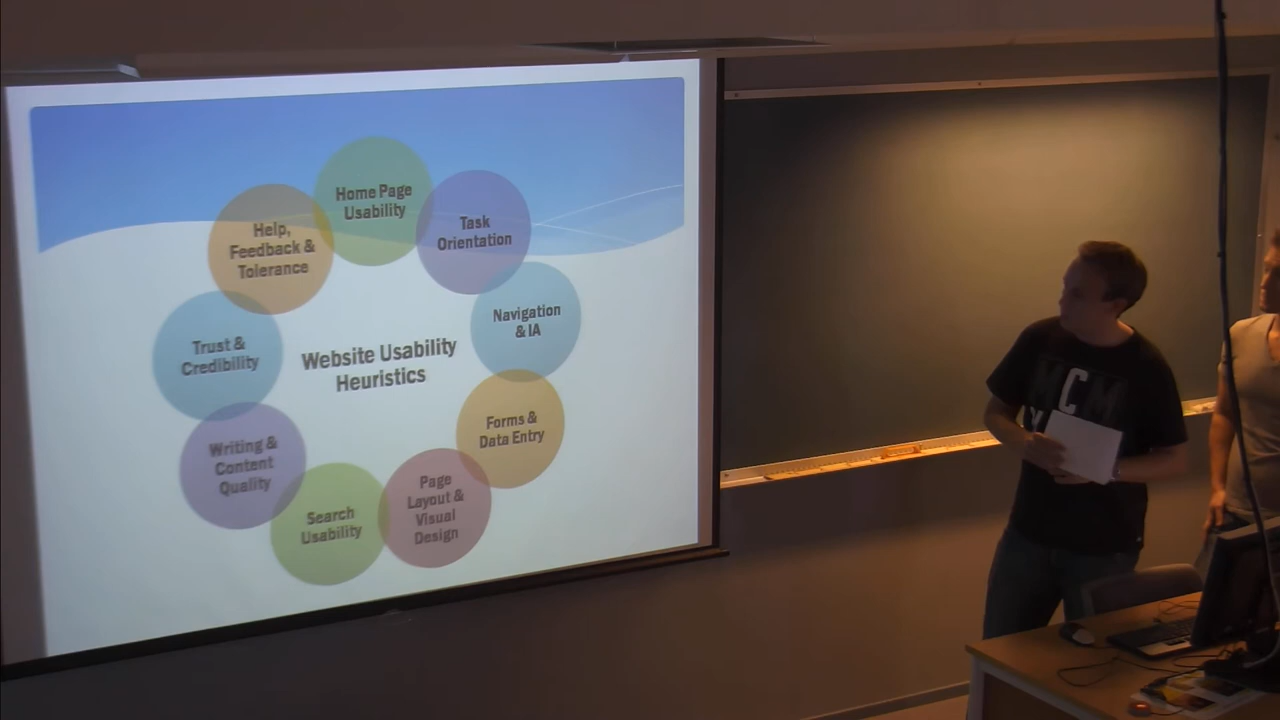 Home Page
Usability
Task
Orientation
Navigation
& IA
Forms &
Data Entry
Page
Layout &
Visual
Design
Search
Usability
Writing &
Content
Quality
Trust &
Credibility
Help,
Feedback &
Tolerance
Website Usability
Heuristics
MCM